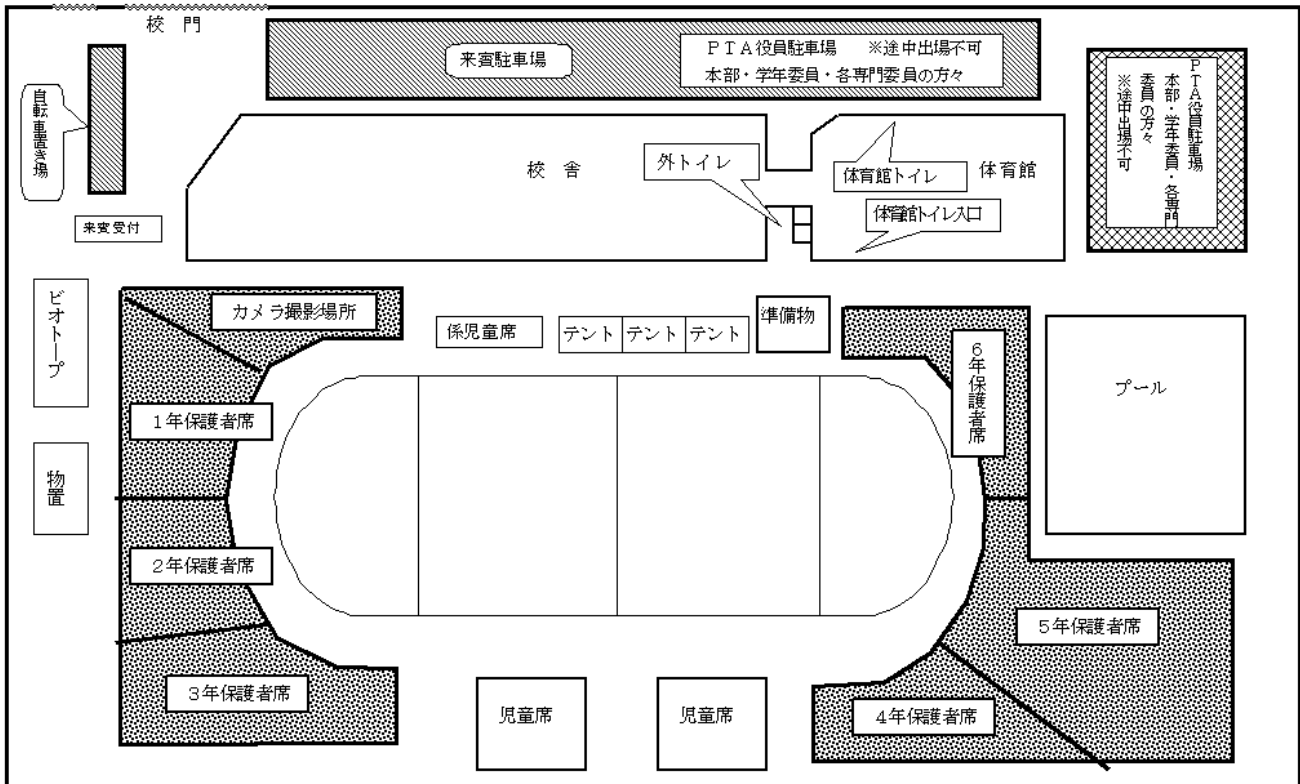 校 門
来賓駐車場
ＰＴＡ役員駐車場　※途中出場不可
本部・学年委員・各専門委員の方々
ＰＴＡ役員駐車場
本部・学年委員・各専門
委員の方々
※途中出場不可
自転車置き場
来賓受付
校 舎
外トイレ
体育館トイレ
体育館
体育館トイレ入口
ビオトープ
物置
カメラ撮影場所
係児童席
テント
テント
テント
準備物
６年保護者席
プール
１年保護者席
２年保護者席
３年保護者席
児童席
児童席
４年保護者席
５年保護者席